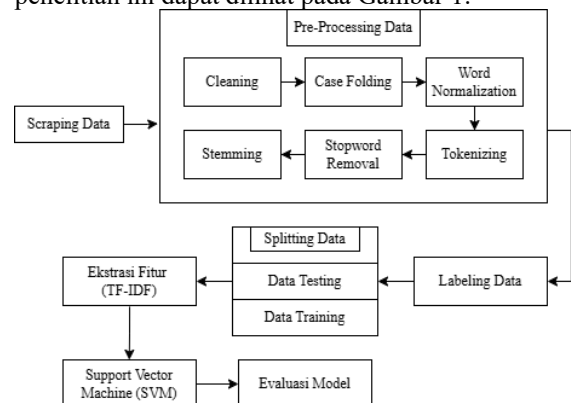 penelitian ini dapat dilihat pada Gambar 1.
Pre-Processing Data
Cleaning
Case Folding
Word
Normalization
Scraping Data
Stemming
Stopword
Removal
Tokenizing
Splitting Data
Ekstrasi Fitur
(TF-IDF)
Data Testing
Labeling Data
Data Training
Support Vector
Machine (SVM)
Evaluasi Model